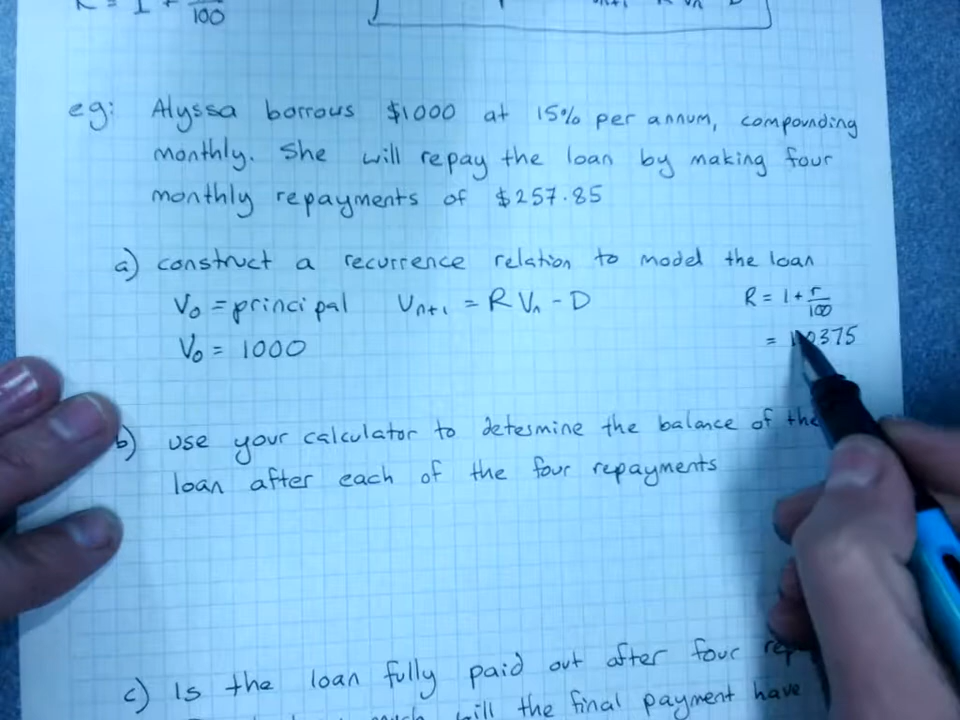 100
eg: Alyssa borrows $1000 at 15% per annum, compounding
monthly. She will repay the loan by making four
monthly repayments of $257.85
a) construct a recurrence relation to model the loan
V0 = principal Vn+1 = R Vn - D
R = 1 + r/100
V0 = 1000
= 1.0375
b) use your calculator to determine the balance of the
loan after each of the four repayments
c) Is the loan fully paid out after four
will the final payment have